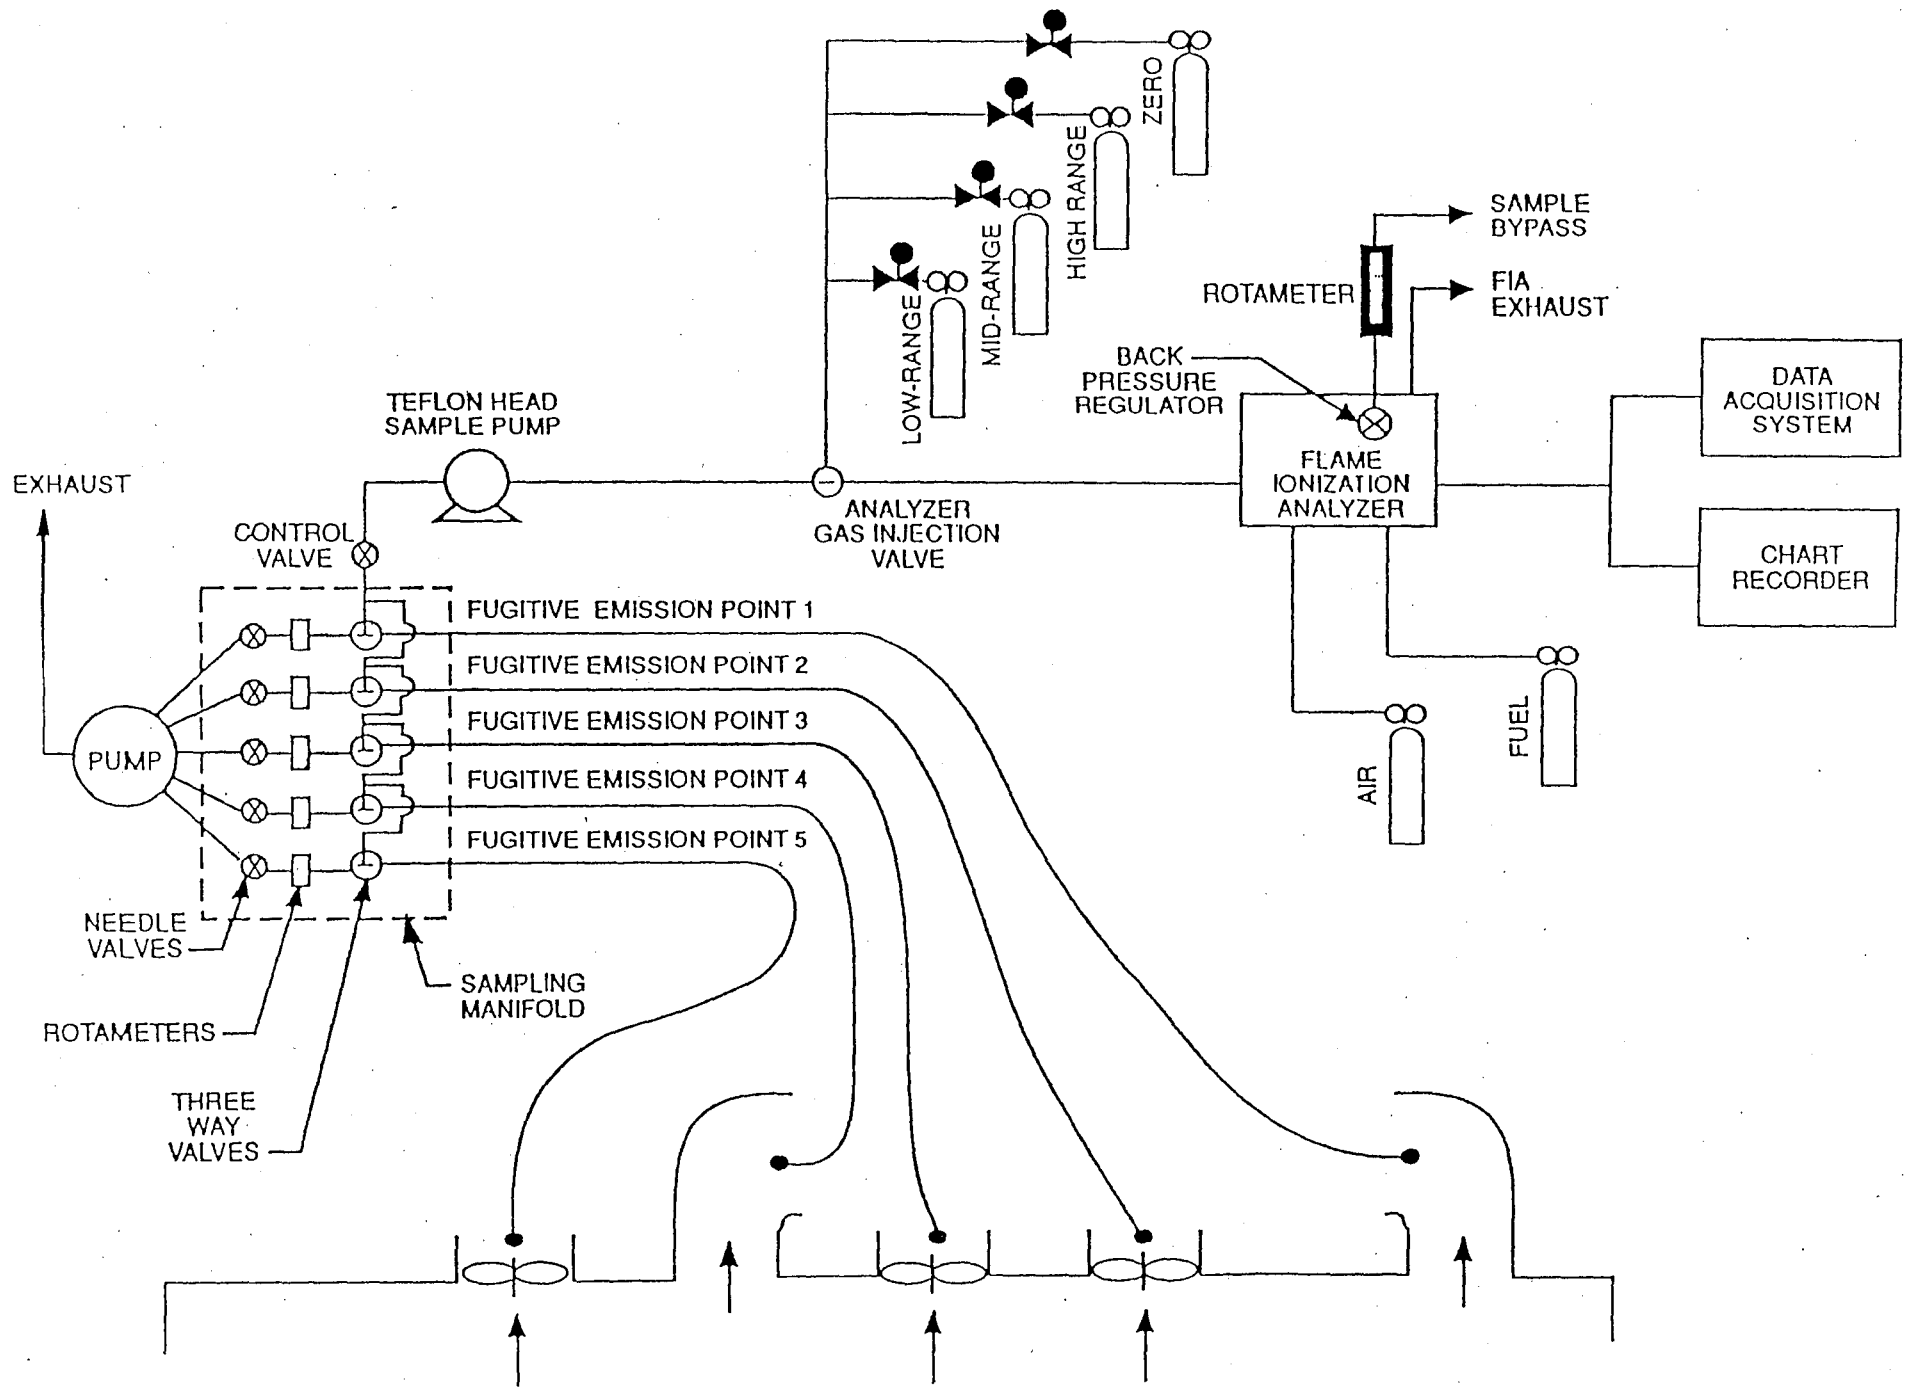 ZERO
HIGH RANGE
MID-RANGE
LOW-RANGE
SAMPLE
BYPASS
ROTAMETER
FIA
EXHAUST
BACK
PRESSURE
REGULATOR
DATA
ACQUISITION
SYSTEM
TEFLON HEAD
SAMPLE PUMP
FLAME
IONIZATION
ANALYZER
EXHAUST
ANALYZER
GAS INJECTION
VALVE
CONTROL
VALVE
CHART
RECORDER
FUGITIVE EMISSION POINT 1
FUGITIVE EMISSION POINT 2
FUGITIVE EMISSION POINT 3
FUGITIVE EMISSION POINT 4
FUGITIVE EMISSION POINT 5
PUMP
FUEL
AIR
NEEDLE
VALVES
SAMPLING
MANIFOLD
ROTAMETERS
THREE
WAY
VALVES